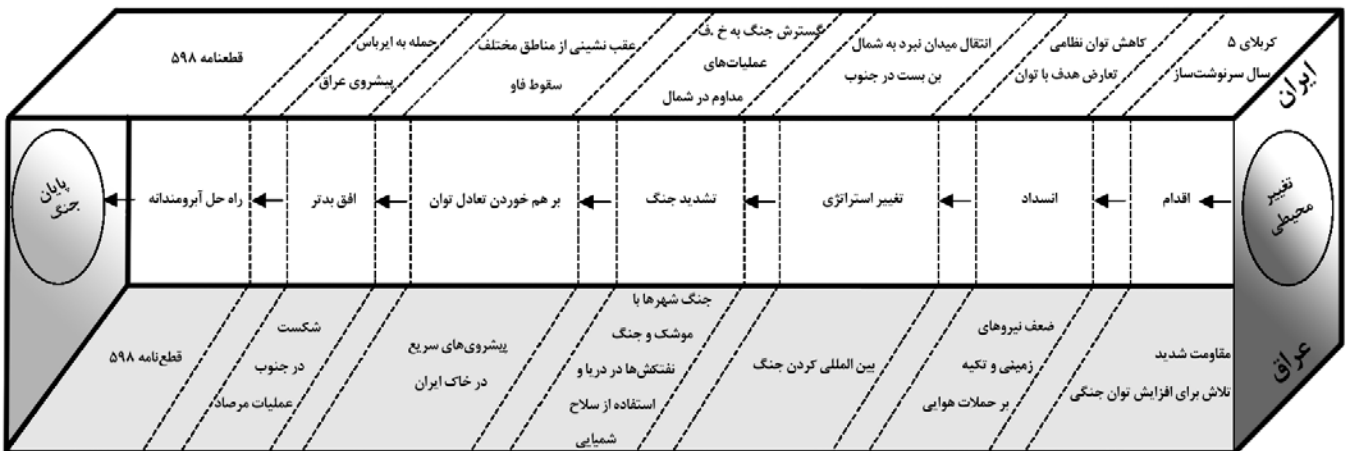 ایران
کربلای ۵
سال سرنوشت‌ساز
کاهش توان نظامی
تعارض هدف با توان
انتقال میدان نبرد به شمال
بن بست در جنوب
گسترش جنگ به خ .ف
عملیات‌های
مداوم در شمال
عقب نشینی از مناطق مختلف
سقوط فاو
حمله به ایرباس
پیشروی عراق
قطعنامه ۵۹۸
تغییر
محیطی
اقدام
انسداد
تغییر استراتژی
تشدید جنگ
بر هم خوردن تعادل توان
افق بدتر
راه حل آبرومندانه
پایان
جنگ
عراق
مقاومت شدید
تلاش برای افزایش توان جنگی
ضعف نیروهای
زمینی و تکیه
بر حملات هوایی
بین المللی کردن جنگ
جنگ شهرها با
موشک و جنگ
نفتکش‌ها در دریا و
استفاده از سلاح
شمیایی
پیشروی‌های سریع
در خاک ایران
شکست
در جنوب
عملیات مرصاد
قطع‌نامه ۵۹۸